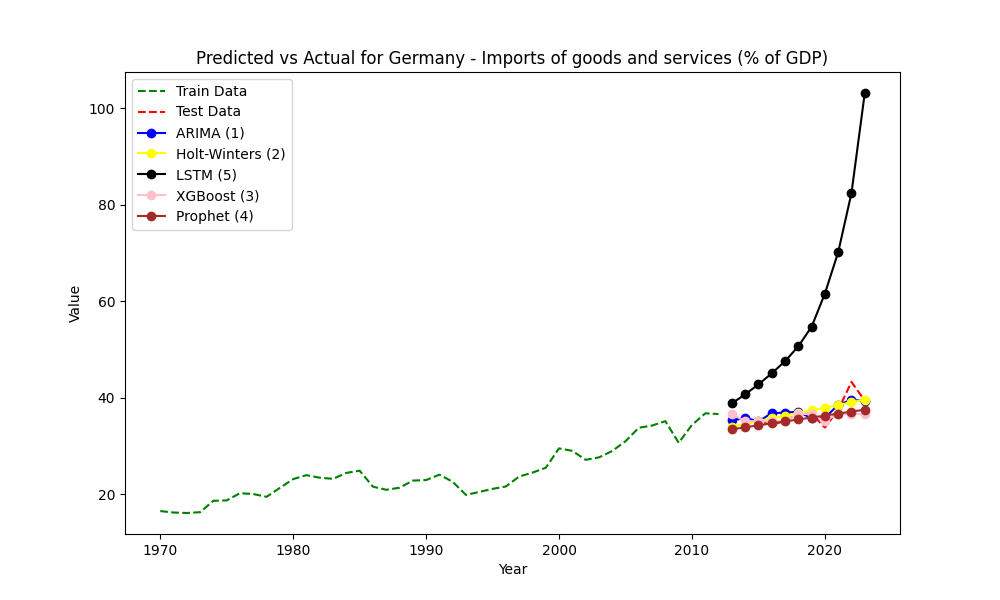 Predicted vs Actual for Germany - Imports of goods and services (% of GDP)
Train Data
Test Data
ARIMA (1)
Holt-Winters (2)
LSTM (5)
XGBoost (3)
Prophet (4)
100
80
60
40
20
Value
1970 1980 1990 2000 2010 2020
Year